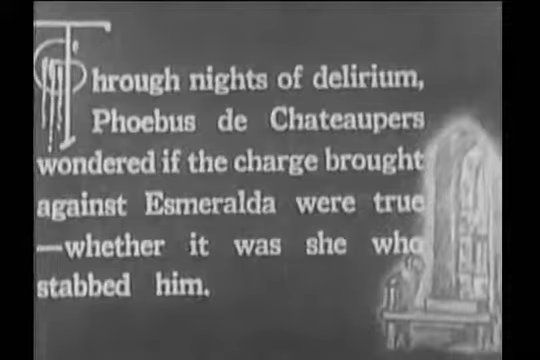 Through nights of delirium,
Phoebus de Chateaupers
wondered if the charge brought
against Esmeralda were true
—whether it was she who
stabbed him.